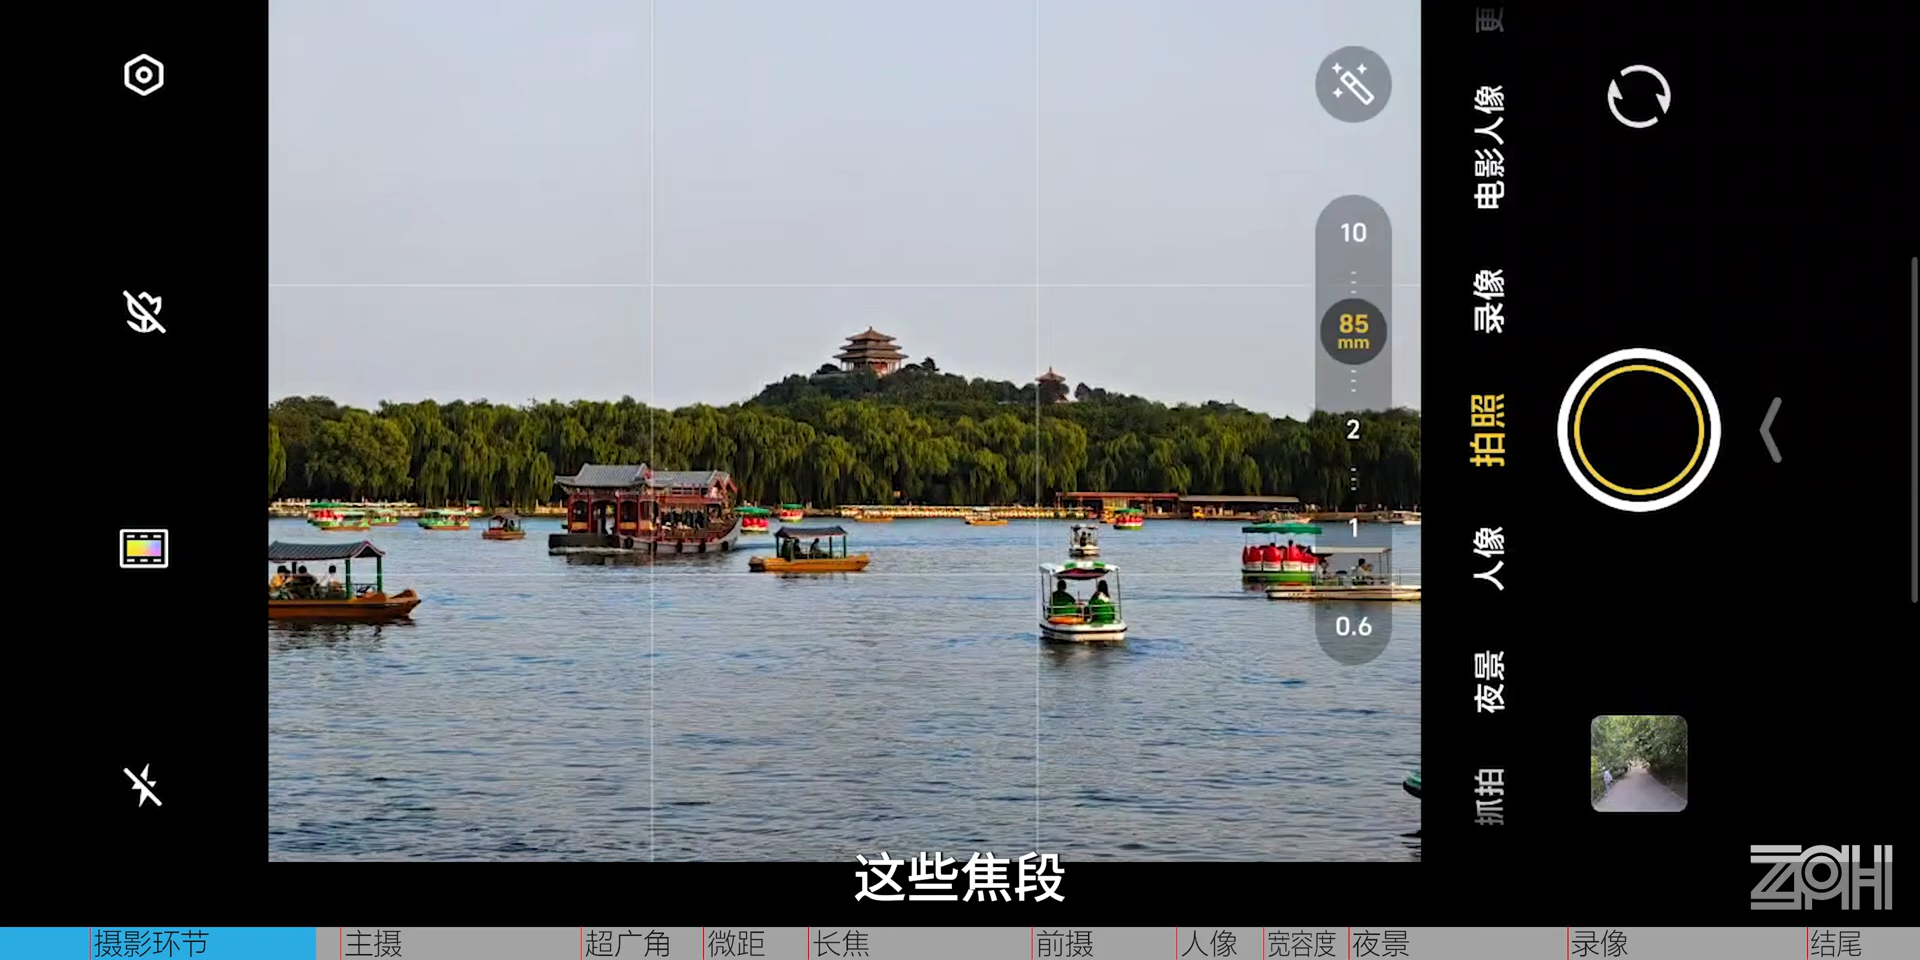 更
电影人像
录像
拍照
人像
夜景
抓拍
10
85
mm
2
1
0.6
这些焦段
ZPH
摄影环节
主摄
超广角
微距
长焦
前摄
人像
宽容度
夜景
录像
结尾